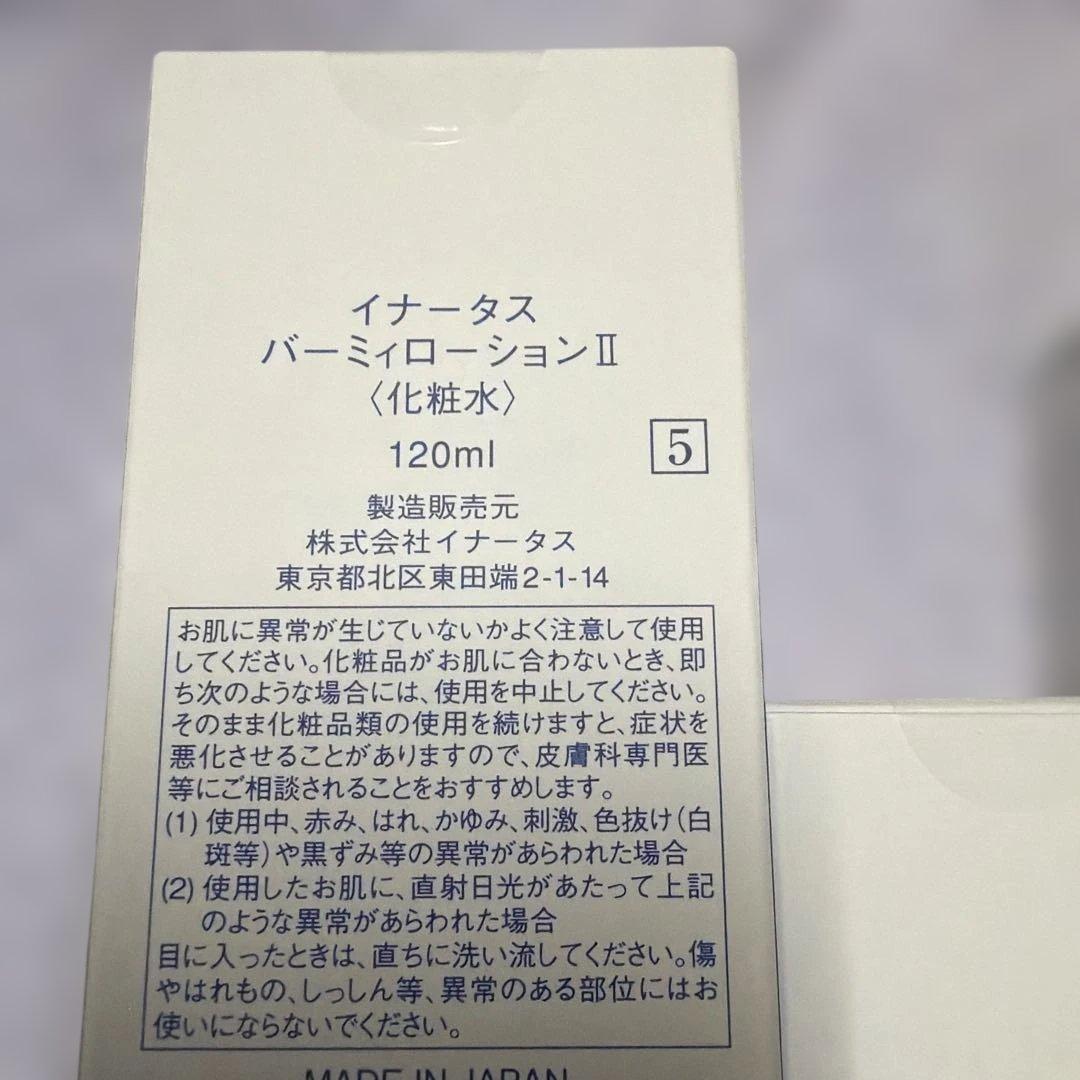 イナータス
バーミィローションⅡ
〈化粧水〉
120ml
5
製造販売元
株式会社イナータス
東京都北区東田端2-1-14
お肌に異常が生じていないかよく注意して使用
してください。化粧品がお肌に合わないとき、即
ち次のような場合には、使用を中止してください。
そのまま化粧品類の使用を続けますと、症状を
悪化させることがありますので、皮膚科専門医
等にご相談されることをおすすめします。
(1) 使用中、赤み、はれ、かゆみ、刺激、色抜け(白
斑等)や黒ずみ等の異常があらわれた場合
(2) 使用したお肌に、直射日光があたって上記
のような異常があらわれた場合
目に入ったときは、直ちに洗い流してください。傷
やはれもの、しっしん等、異常のある部位にはお
使いにならないでください。
MADE IN JAPAN